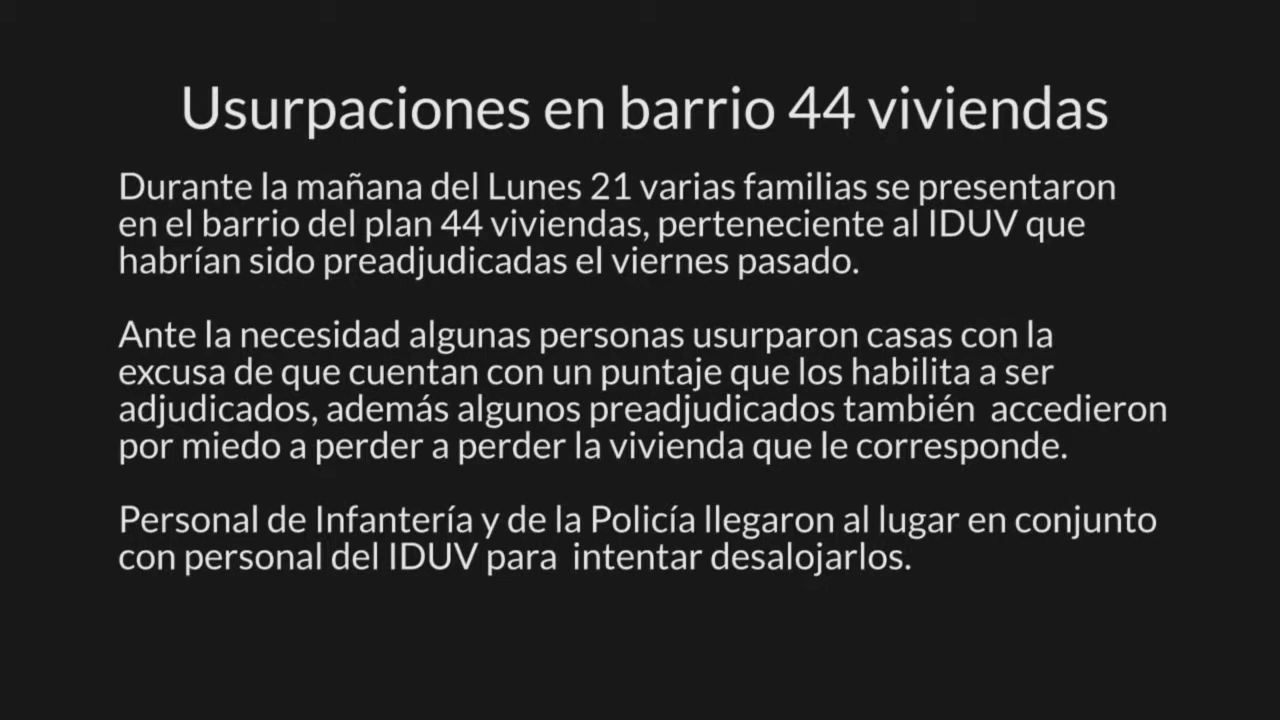 Usurpaciones en barrio 44 viviendas
Durante la mañana del Lunes 21 varias familias se presentaron
en el barrio del plan 44 viviendas, perteneciente al IDUV que
habrían sido preadjudicadas el viernes pasado.
Ante la necesidad algunas personas usurparon casas con la
excusa de que cuentan con un puntaje que los habilita a ser
adjudicados, además algunos preadjudicados también  accedieron
por miedo a perder a perder la vivienda que le corresponde.
Personal de Infantería y de la Policía llegaron al lugar en conjunto
con personal del IDUV para  intentar desalojarlos.